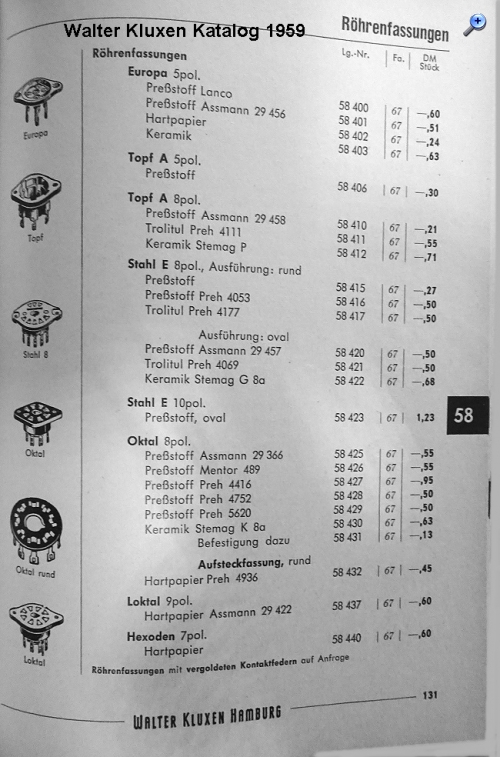 Walter Kluxen Katalog 1959
Röhrenfassungen
Röhrenfassungen Lg.-Nr. Fa. DM Stück
Europa 5pol.
Preßstoff Lanco 58 400 67 —,60
Preßstoff Assmann 29 456 58 401 67 —,51
Hartpapier 58 402 67 —,24
Keramik 58 403 67 —,63
Topf A 5pol.
Preßstoff 58 406 67 —,30
Topf A 8pol.
Preßstoff Assmann 29 458 58 410 67 —,21
Trolitul Preh 4111 58 411 67 —,55
Keramik Stemag P 58 412 67 —,71
Stahl E 8pol., Ausführung: rund
Preßstoff 58 415 67 —,27
Preßstoff Preh 4053 58 416 67 —,50
Trolitul Preh 4177 58 417 67 —,50
Ausführung: oval
Preßstoff Assmann 29 457 58 420 67 —,50
Trolitul Preh 4069 58 421 67 —,50
Keramik Stemag G 8a 58 422 67 —,68
Stahl E 10pol.
Preßstoff, oval 58 423 67 1,23
58
Oktal 8pol.
Preßstoff Assmann 29 366 58 425 67 —,55
Preßstoff Mentor 489 58 426 67 —,55
Preßstoff Preh 4416 58 427 67 —,95
Preßstoff Preh 4752 58 428 67 —,50
Preßstoff Preh 5620 58 429 67 —,50
Keramik Stemag K 8a 58 430 67 —,63
Befestigung dazu 58 431 67 —,13
Aufsteckfassung, rund
Hartpapier Preh 4936 58 432 67 —,45
Loktal 9pol.
Hartpapier Assmann 29 422 58 437 67 —,60
Hexoden 7pol.
Hartpapier 58 440 67 —,60
Röhrenfassungen mit vergoldeten Kontaktfedern auf Anfrage
Europa
Topf
Stahl 8
Oktal
Oktal rund
Loktal
131
WALTER KLUXEN HAMBURG